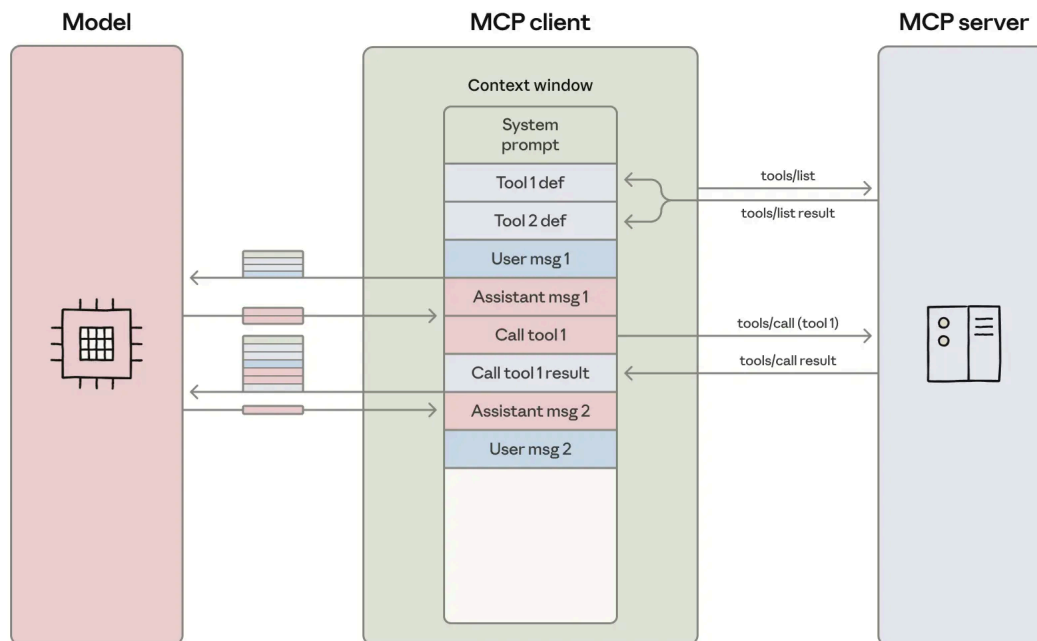 Model
MCP client
MCP server
Context window
System
prompt
Tool 1 def
Tool 2 def
User msg 1
Assistant msg 1
Call tool 1
Call tool 1 result
Assistant msg 2
User msg 2
tools/list
tools/list result
tools/call (tool 1)
tools/call result